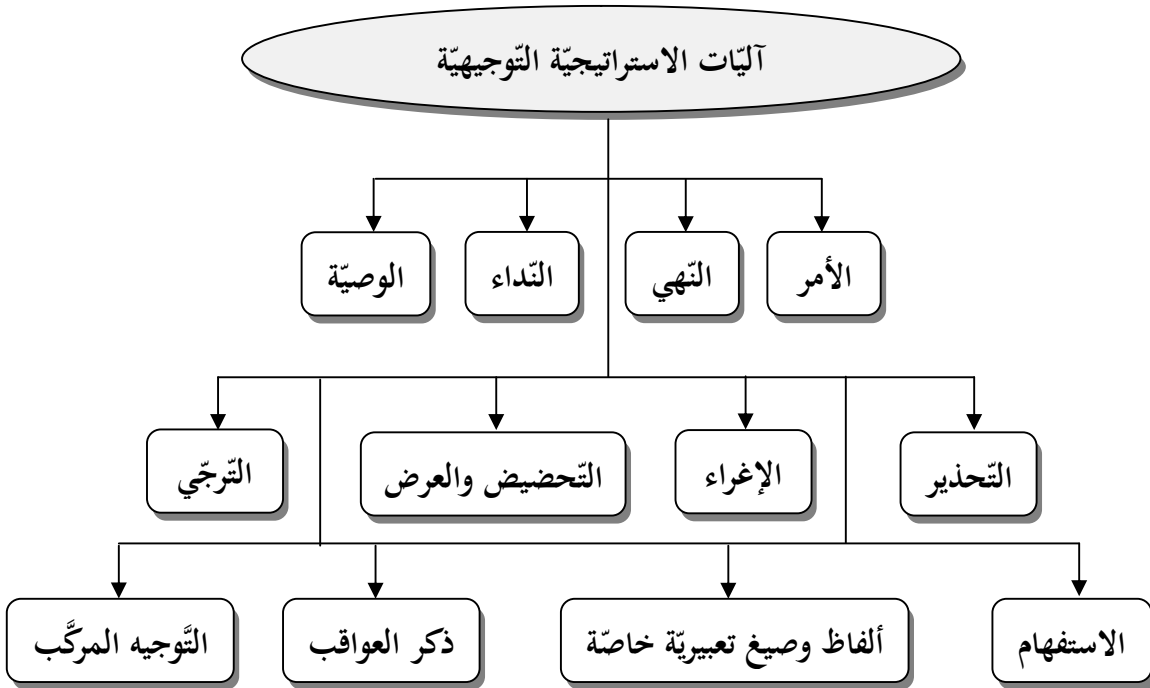 آليّات الاستراتيجيّة التّوجيهيّة
الأمر
النّهي
النّداء
الوصيّة
التّحذير
الإغراء
التّحضيض والعرض
التّرجّي
الاستفهام
ألفاظ وصيغ تعبيريّة خاصّة
ذكر العواقب
التَّوجيه المركَّب